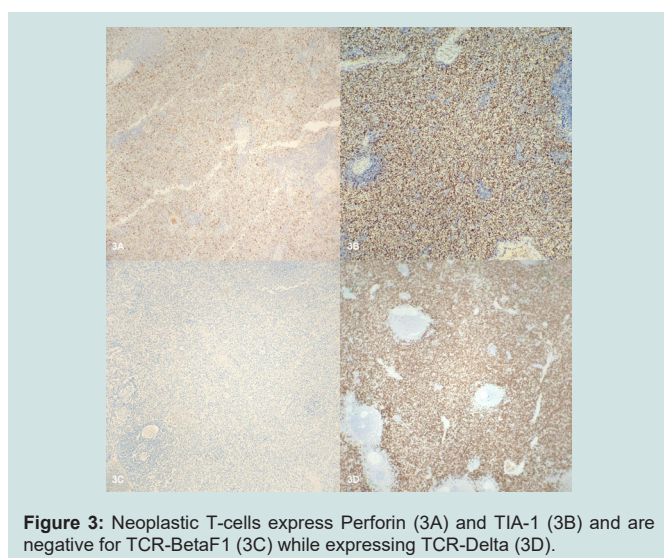 3A
3B
3C
3D
Figure 3: Neoplastic T-cells express Perforin (3A) and TIA-1 (3B) and are
negative for TCR-BetaF1 (3C) while expressing TCR-Delta (3D).